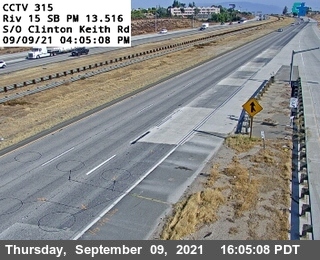 CCTV 315
Riv 15 SB PM 13.516
S/O Clinton Keith Rd
09/09/21 04:05:08 PM
Thursday, September 09, 2021 16:05:08 PDT